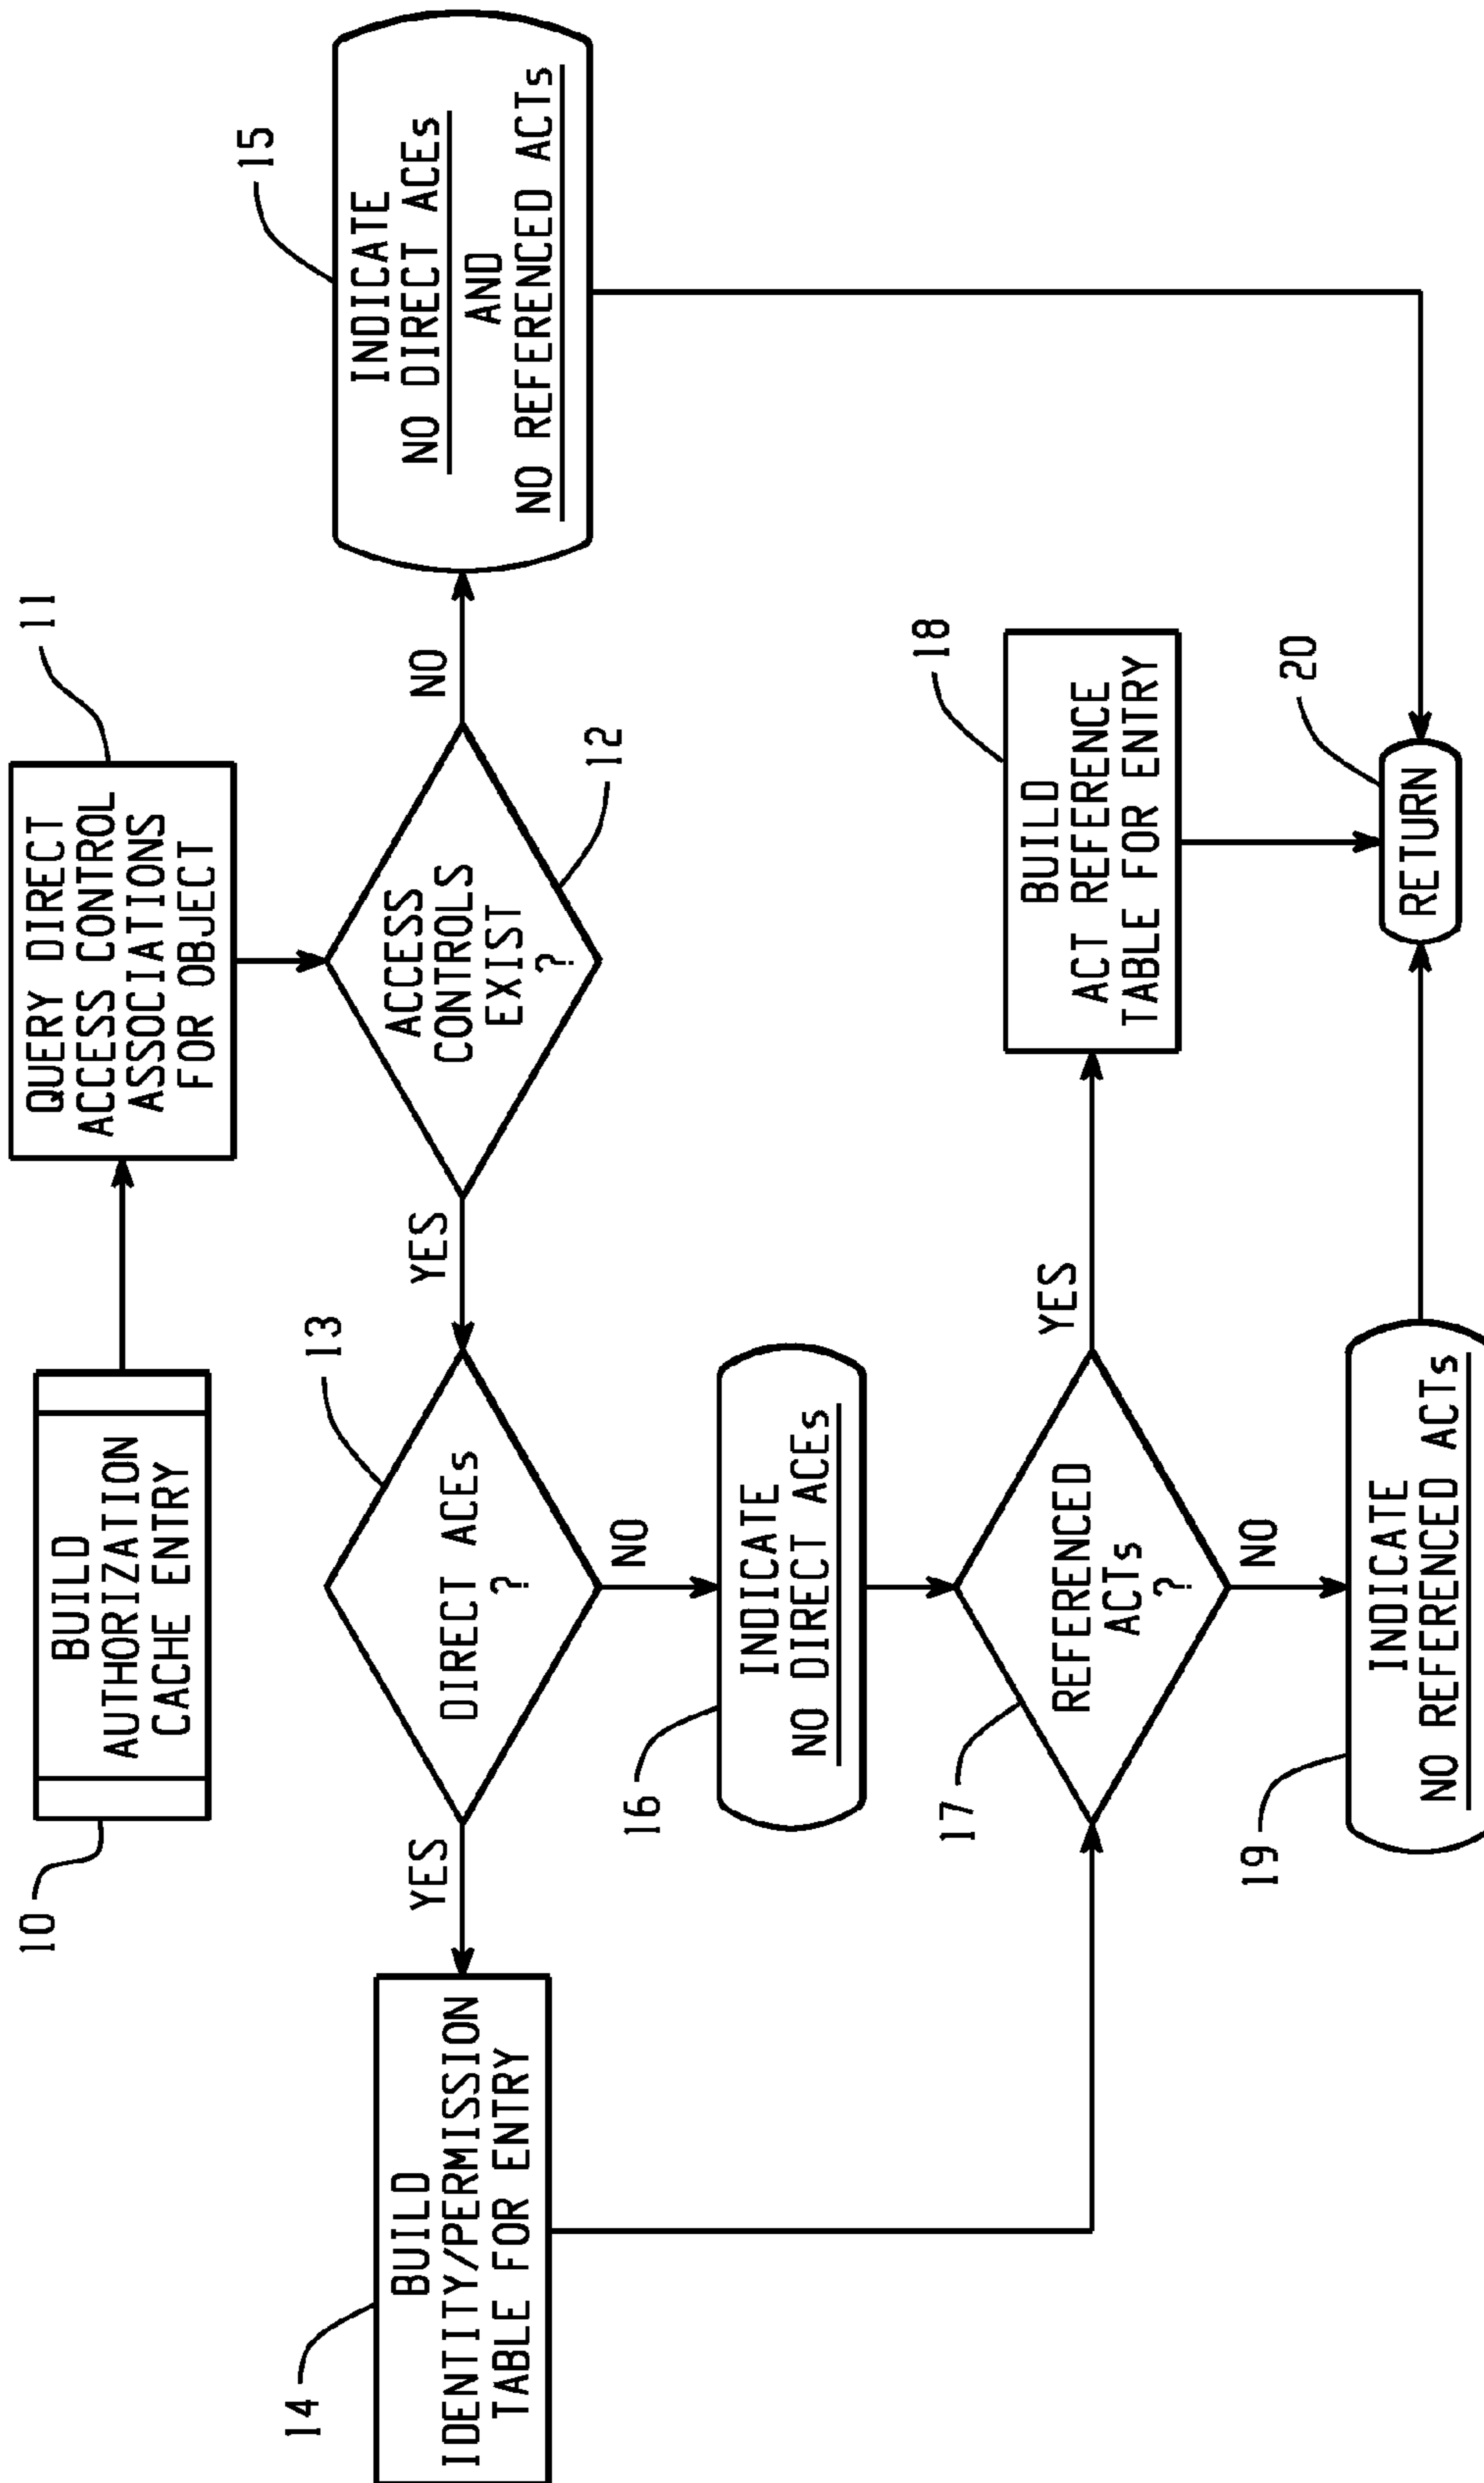 10
BUILD
AUTHORIZATION
CACHE ENTRY
11
QUERY DIRECT
ACCESS CONTROL
ASSOCIATIONS
FOR OBJECT
12
ACCESS
CONTROLS
EXIST
?
YES
NO
13
DIRECT ACEs
?
YES
NO
14
BUILD
IDENTITY/PERMISSION
TABLE FOR ENTRY
15
INDICATE
NO DIRECT ACEs
AND
NO REFERENCED ACTs
16
INDICATE
NO DIRECT ACEs
17
REFERENCED
ACTs
?
YES
NO
18
BUILD
ACT REFERENCE
TABLE FOR ENTRY
19
INDICATE
NO REFERENCED ACTs
20
RETURN